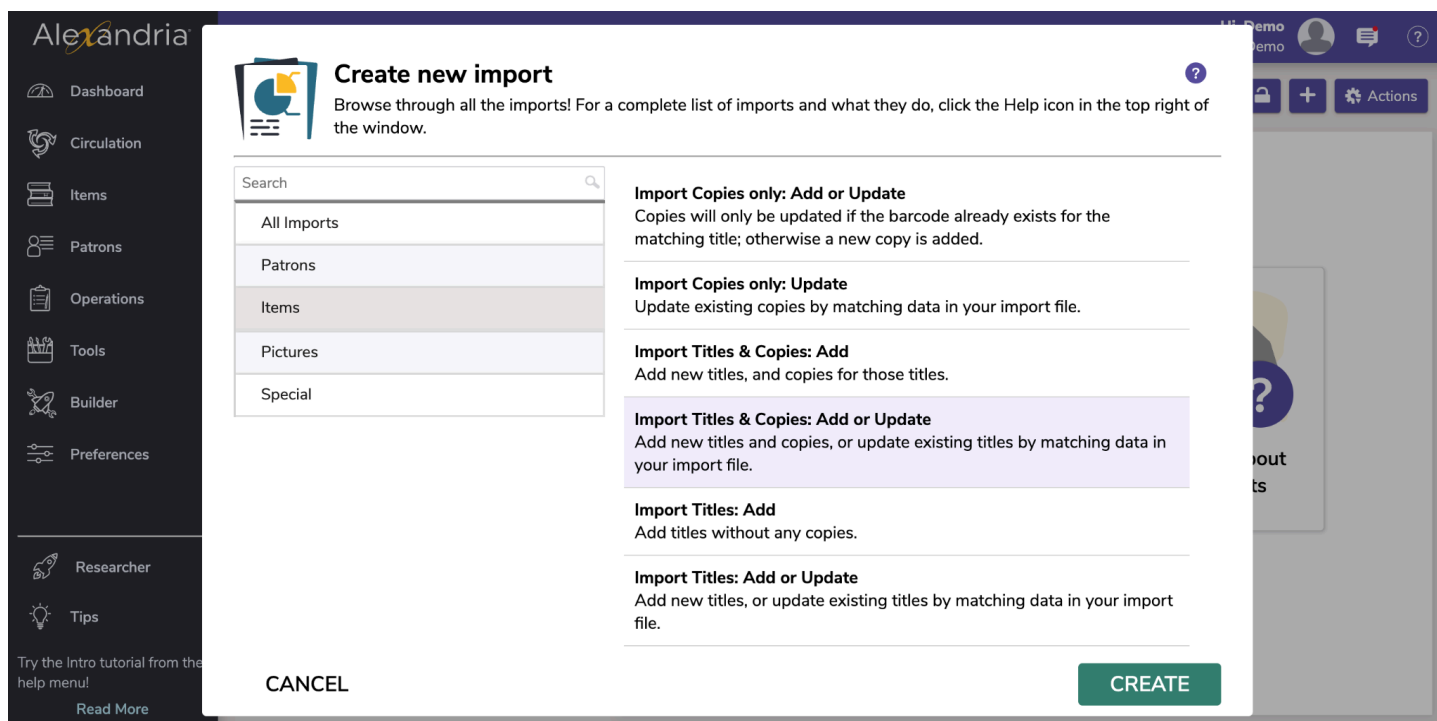 Alexandria
Dashboard
Circulation
Items
Patrons
Operations
Tools
Builder
Preferences
Researcher
Tips
Try the Intro tutorial from the
help menu!
Read More
Hi, Demo
Demo
?
Actions
Create new import
?
Browse through all the imports! For a complete list of imports and what they do, click the Help icon in the top right of
the window.
Search
All Imports
Patrons
Items
Pictures
Special
Import Copies only: Add or Update
Copies will only be updated if the barcode already exists for the
matching title; otherwise a new copy is added.
Import Copies only: Update
Update existing copies by matching data in your import file.
Import Titles & Copies: Add
Add new titles, and copies for those titles.
Import Titles & Copies: Add or Update
Add new titles and copies, or update existing titles by matching data in
your import file.
Import Titles: Add
Add titles without any copies.
Import Titles: Add or Update
Add new titles, or update existing titles by matching data in your import
file.
CANCEL
CREATE
?